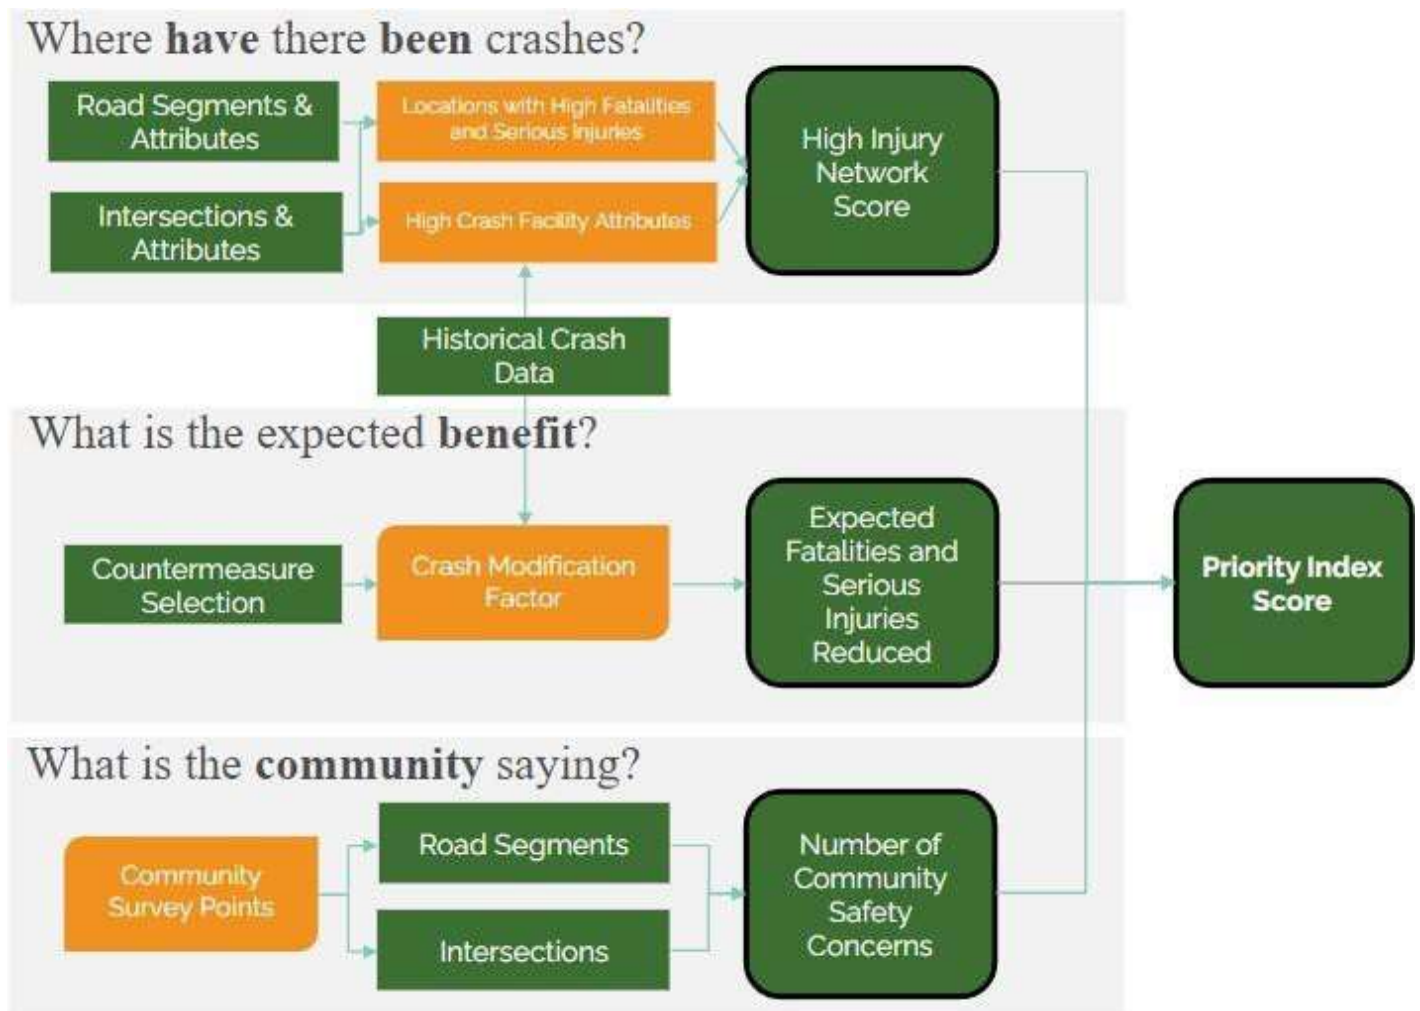 Where have there been crashes?
Road Segments &
Attributes
Locations with High Fatalities
and Serious Injuries
High Injury
Network
Score
Intersections &
Attributes
High Crash Facility Attributes
Historical Crash
Data
What is the expected benefit?
Countermeasure
Selection
Crash Modification
Factor
Expected
Fatalities and
Serious
Injuries
Reduced
Priority Index
Score
What is the community saying?
Community
Survey Points
Road Segments
Intersections
Number of
Community
Safety
Concerns